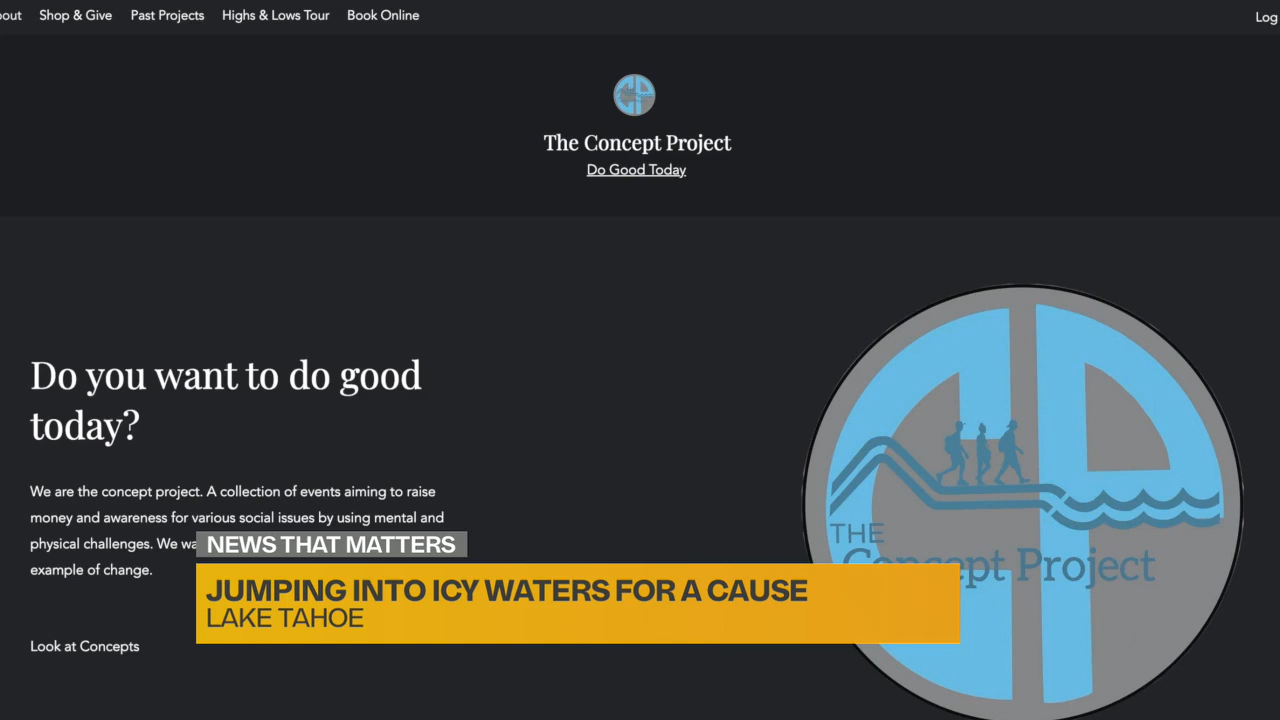 out Shop & Give Past Projects Highs & Lows Tour Book Online Log
The Concept Project
Do Good Today
Do you want to do good
today?
We are the concept project. A collection of events aiming to raise
money and awareness for various social issues by using mental and
physical challenges. We wa
example of change.
Look at Concepts
THE
Concept Project
NEWS THAT MATTERS
JUMPING INTO ICY WATERS FOR A CAUSE
LAKE TAHOE